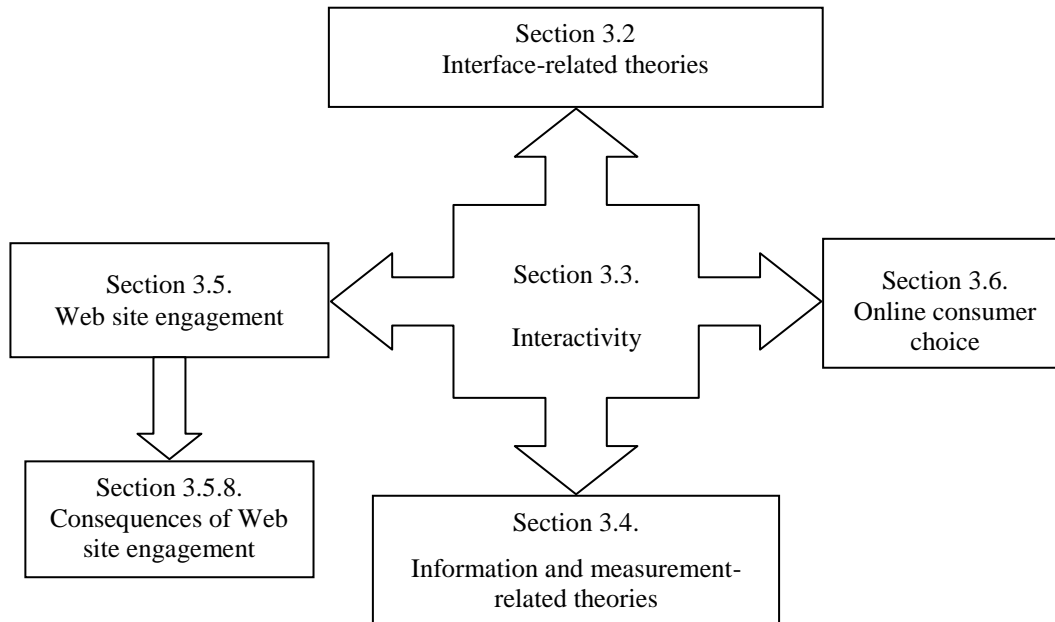 Section 3.2
Interface-related theories
Section 3.5.
Web site engagement
Section 3.3.
Interactivity
Section 3.6.
Online consumer
choice
Section 3.5.8.
Consequences of Web
site engagement
Section 3.4.
Information and measurement-
related theories